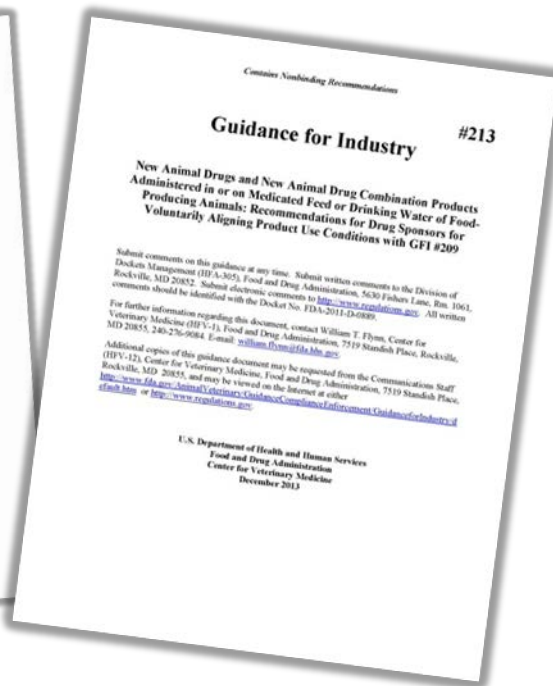 Contains Nonbinding Recommendations
#213
Guidance for Industry
New Animal Drugs and New Animal Drug Combination Products
Administered in or on Medicated Feed or Drinking Water of Food-
Producing Animals: Recommendations for Drug Sponsors for
Voluntarily Aligning Product Use Conditions with GFI #209
Submit comments on this guidance at any time. Submit written comments to the Division of
Dockets Management (HFA-305), Food and Drug Administration, 5630 Fishers Lane, Rm. 1061,
Rockville, MD 20852. Submit electronic comments to http://www.regulations.gov. All written
comments should be identified with the Docket No. FDA-2011-D-0889.
For further information regarding this document, contact William T. Flynn, Center for
Veterinary Medicine (HFV-1), Food and Drug Administration, 7519 Standish Place, Rockville,
MD 20855, 240-276-9084. E-mail: william.flynn@fda.hhs.gov.
Additional copies of this guidance document may be requested from the Communications Staff
(HFV-12), Center for Veterinary Medicine, Food and Drug Administration, 7519 Standish Place,
Rockville, MD 20855, and may be viewed on the Internet at either
http://www.fda.gov/AnimalVeterinary/GuidanceComplianceEnforcement/GuidanceforIndustry/d
efault.htm or http://www.regulations.gov.
U.S. Department of Health and Human Services
Food and Drug Administration
Center for Veterinary Medicine
December 2013